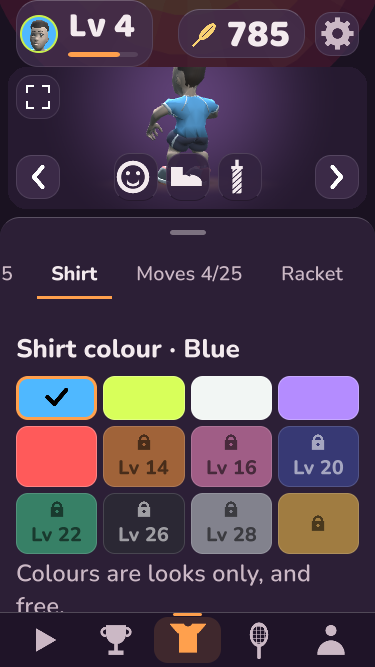 Lv 4
785
5
Shirt
Moves 4/25
Racket
Shirt colour · Blue
Lv 14
Lv 16
Lv 20
Lv 22
Lv 26
Lv 28
Colours are looks only, and
free.